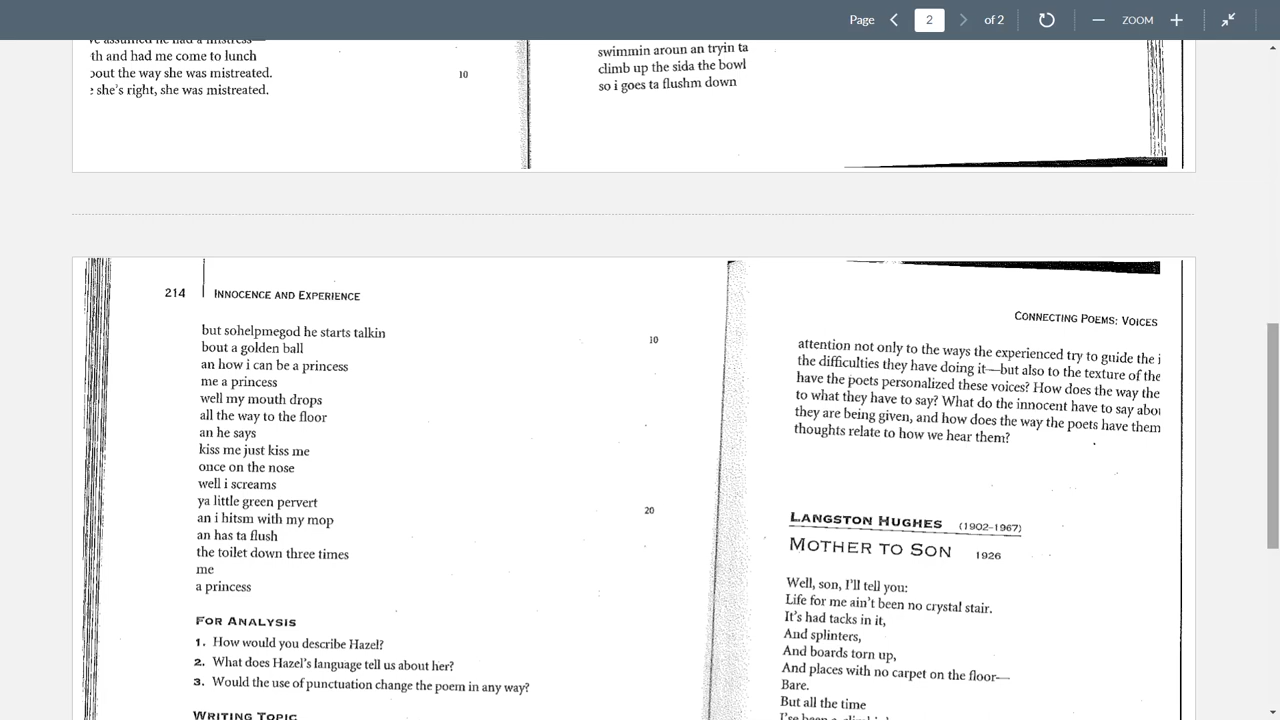 Page 2 of 2 ZOOM
th and had me come to lunch
the way she was mistreated.
she's right, she was mistreated.
10
swimmin aroun an tryin ta
climb up the sida the bowl
so i goes ta flushm down
214 INNOCENCE AND EXPERIENCE
but sohelpmegod he starts talkin
bout a golden ball
10
an how i can be a princess
me a princess
well my mouth drops
all the way to the floor
an he says
kiss me just kiss me
once on the nose
well i screams
ya little green pervert
an i hitsm with my mop
20
an has ta flush
the toilet down three times
me
a princess
FOR ANALYSIS
1. How would you describe Hazel?
2. What does Hazel's language tell us about her?
3. Would the use of punctuation change the poem in any way?
WRITING TOPIC
CONNECTING POEMS: VOICES
attention not only to the ways the experienced try to guide the
the difficulties they have doing it—but also to the texture of the
have the poets personalized these voices? How does the way the
to what they have to say? What do the innocent have to say
they are being given, and how does the way the poets have them
thoughts relate to how we hear them?
LANGSTON HUGHES (1902–1967)
MOTHER TO SON 1926
Well, son, I'll tell you:
Life for me ain't been no crystal stair.
It's had tacks in it,
And splinters,
And boards torn up,
And places with no carpet on the floor—
Bare.
But all the time